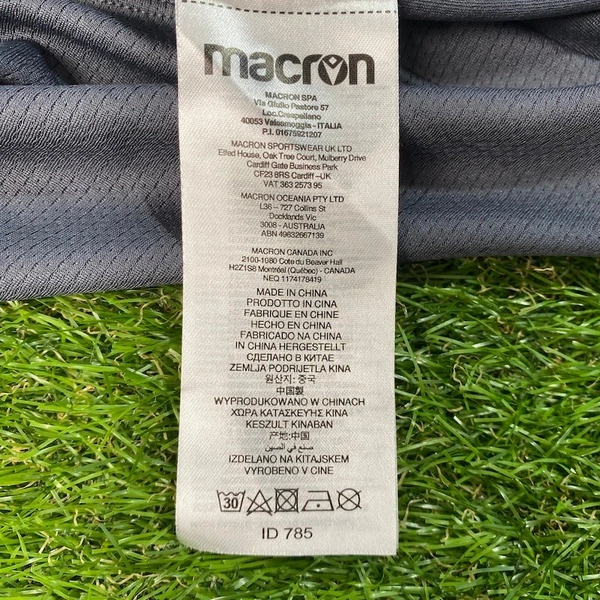 macron
MACRON SPA
Via Giulio Pastore 57
Loc.Crespellano
40053 Valsamoggia - ITALIA
P.I. 01675921207
MACRON SPORTSWEAR UK LTD
Elfed House, Oak Tree Court, Mulberry Drive
Cardiff Gate Business Park
CF23 8RS Cardiff -UK
VAT 363 2573 95
MACRON OCEANIA PTY LTD
L36 – 727 Collins St
Docklands Vic
3008 - AUSTRALIA
ABN 49632667139
MACRON CANADA INC
2100-1080 Cote du Beaver Hall
H2Z1S8 Montréal (Québec) - CANADA
NEQ 1174178419
MADE IN CHINA
PRODOTTO IN CINA
FABRIQUE EN CHINE
HECHO EN CHINA
FABRICADO NA CHINA
IN CHINA HERGESTELLT
СДЕЛАНО В КИТАЕ
ZEMLJA PODRIJETLA KINA
원산지: 중국
中国製
WYPRODUKOWANO W CHINACH
ΧΩΡΑ ΚΑΤΑΣΚΕΥΗΣ ΚΙΝΑ
KESZULT KINABAN
产地:中国
صنع في الصين
IZDELANO NA KITAJSKEM
VYROBENO V CINE
30
ID 785